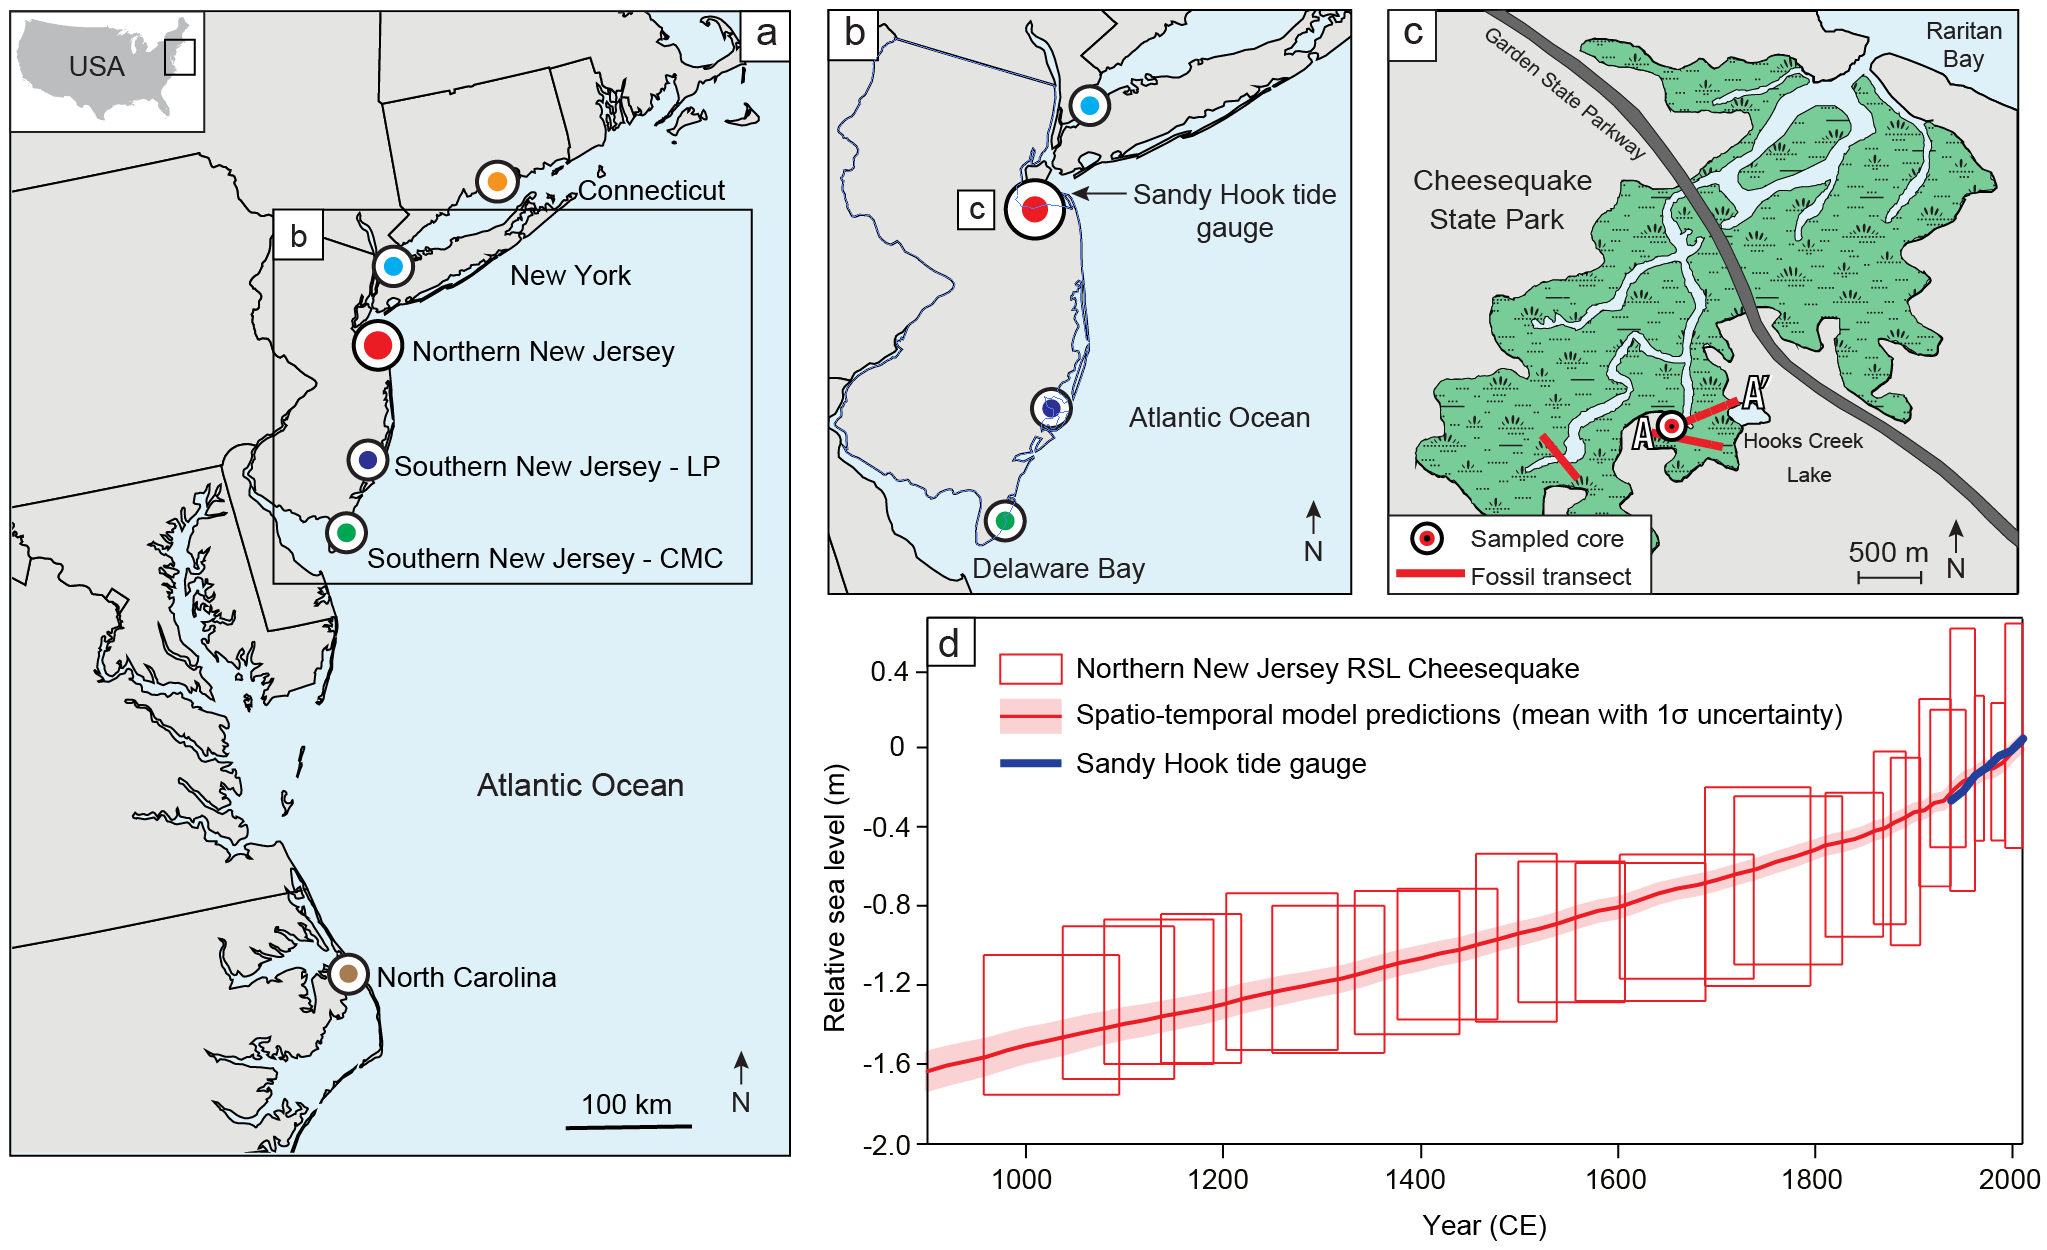 USA
a
Connecticut
b
New York
Northern New Jersey
Southern New Jersey - LP
Southern New Jersey - CMC
Atlantic Ocean
North Carolina
N
100 km
b
c
Sandy Hook tide
gauge
Atlantic Ocean
N
Delaware Bay
c
Raritan
Bay
Garden State Parkway
Cheesequake
State Park
A
A'
Hooks Creek
Lake
Sampled core
Fossil transect
500 m
N
d
Northern New Jersey RSL Cheesequake
Spatio-temporal model predictions (mean with 1σ uncertainty)
Sandy Hook tide gauge
Relative sea level (m)
0.4
0
-0.4
-0.8
-1.2
-1.6
-2.0
1000 1200 1400 1600 1800 2000
Year (CE)